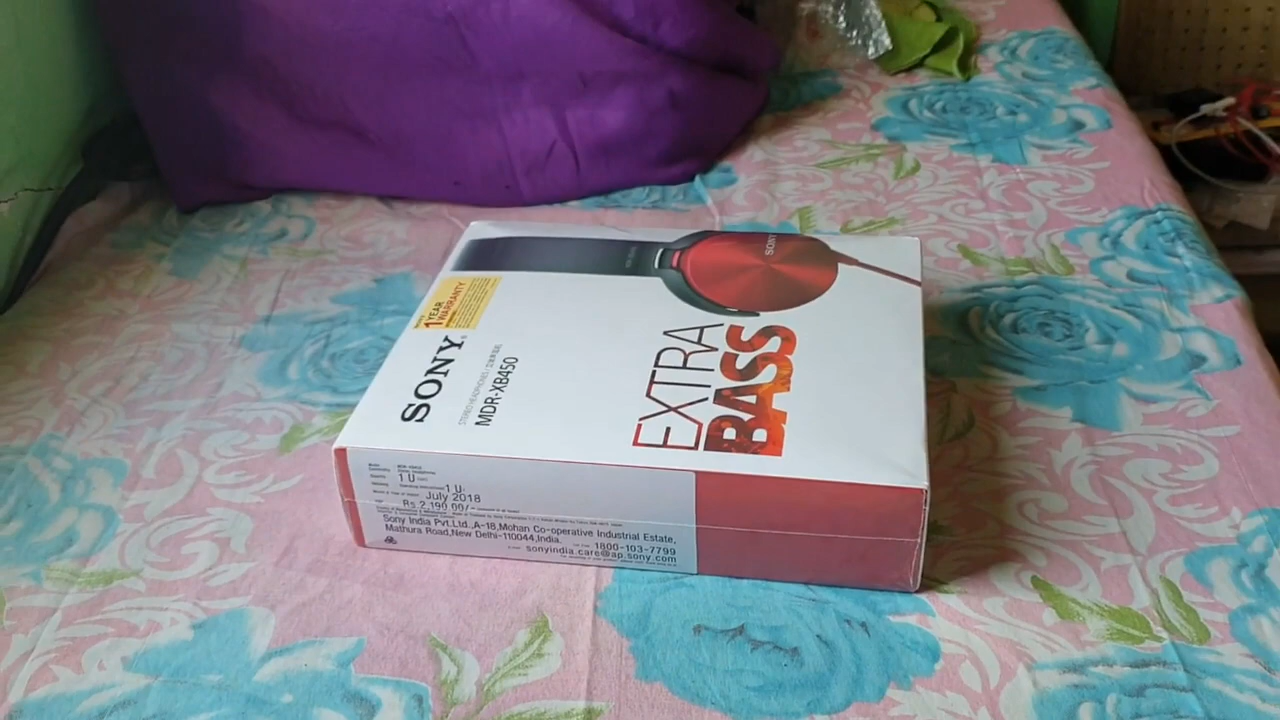 SONY
1 YEAR
WARRANTY
SONY
STEREO HEADPHONES
MDR-XB450
EXTRA
BASS
1 U
1 U
July 2018
Rs.2,190.00/-
Sony India Pvt.Ltd.,A-18,Mohan Co-operative Industrial Estate,
Mathura Road,New Delhi-110044,India.
1800-103-7799
sonyindia.care@ap.sony.com